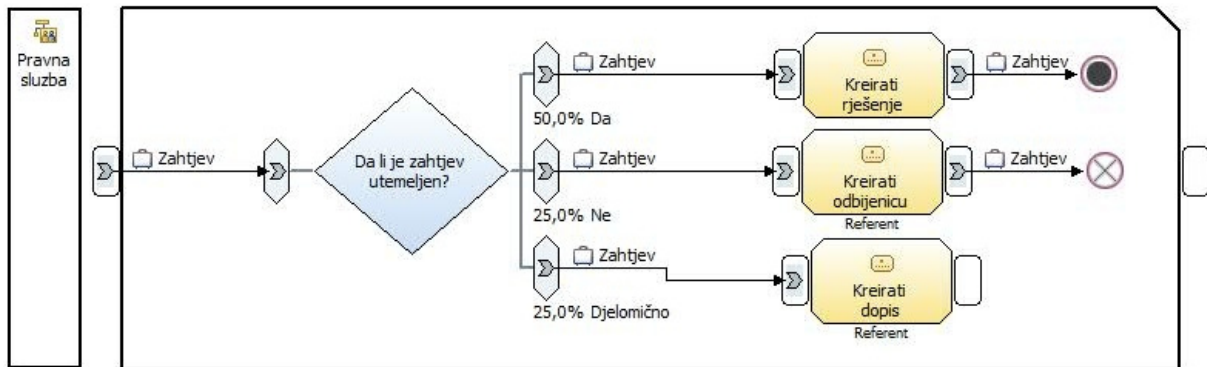 Pravna
sluzba
Zahtjev
Da li je zahtjev
utemeljen?
Zahtjev
50,0% Da
Kreirati
rješenje
Zahtjev
Zahtjev
25,0% Ne
Kreirati
odbijenicu
Referent
Zahtjev
Zahtjev
25,0% Djelomično
Kreirati
dopis
Referent